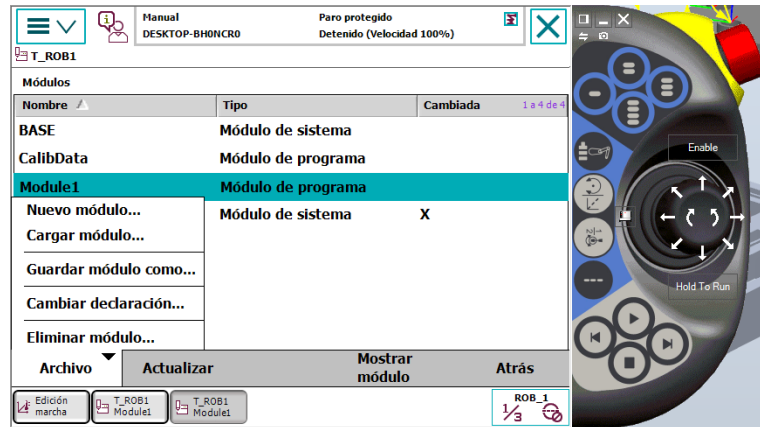 Manual
DESKTOP-BH0NCR0
Paro protegido
Detenido (Velocidad 100%)
T_ROB1
Módulos
Nombre
Tipo
Cambiada
1 a 4 de 4
BASE
Módulo de sistema
CalibData
Módulo de programa
Module1
Módulo de programa
Módulo de sistema
X
Nuevo módulo...
Cargar módulo...
Guardar módulo como...
Cambiar declaración...
Eliminar módulo...
Archivo
Actualizar
Mostrar
módulo
Atrás
Edición
marcha
T_ROB1
Module1
T_ROB1
Module1
ROB_1
1/3
Enable
Hold To Run